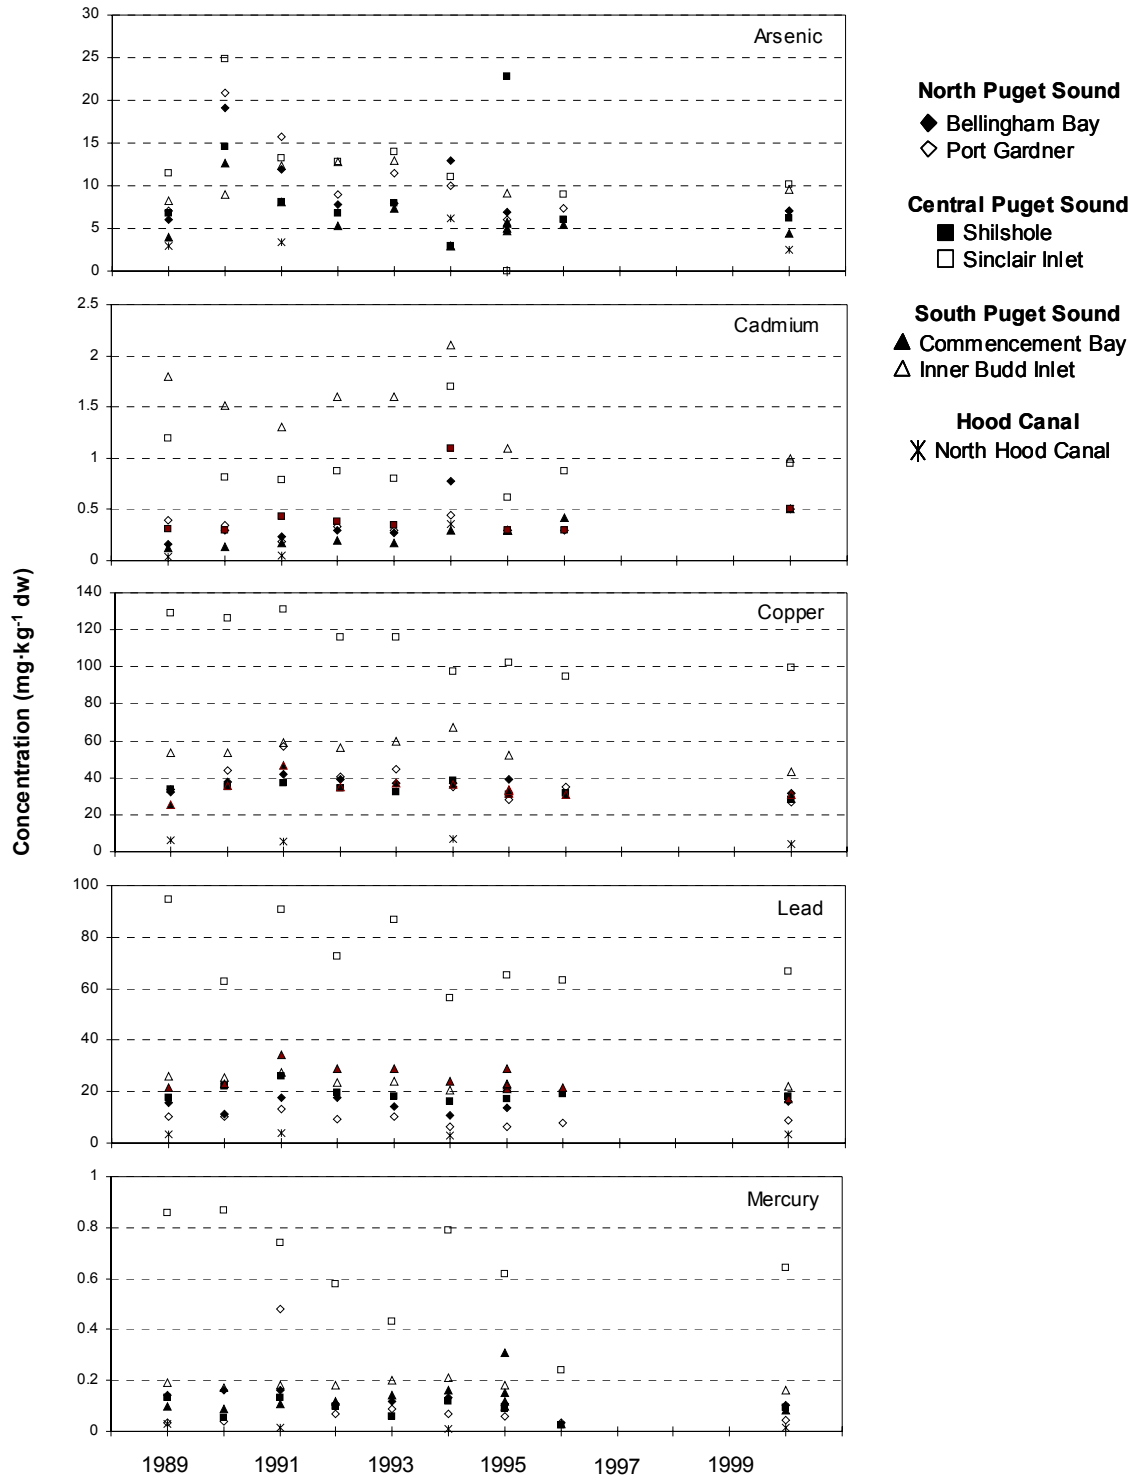 30
25
20
15
10
5
0
Arsenic
North Puget Sound
Bellingham Bay
Port Gardner
Central Puget Sound
Shilshole
Sinclair Inlet
South Puget Sound
Commencement Bay
Inner Budd Inlet
Hood Canal
North Hood Canal
Concentration (mg·kg⁻¹ dw)
2.5
2
1.5
1
0.5
0
Cadmium
140
120
100
80
60
40
20
0
Copper
100
80
60
40
20
0
Lead
1
0.8
0.6
0.4
0.2
0
Mercury
1989 1991 1993 1995 1997 1999